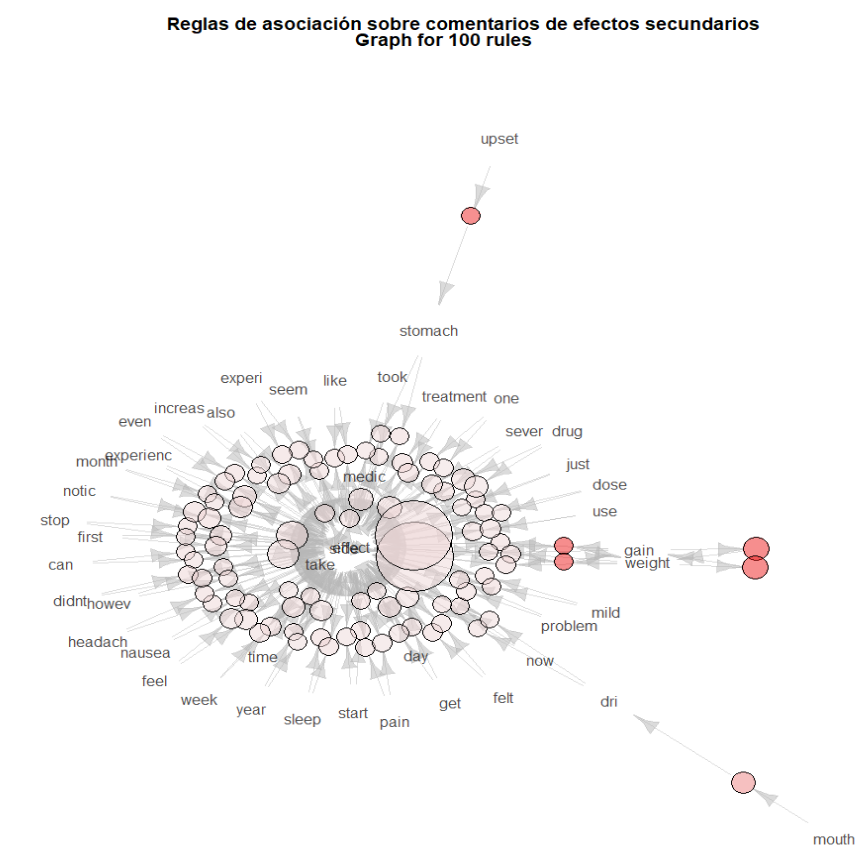 Reglas de asociación sobre comentarios de efectos secundarios
Graph for 100 rules
upset
stomach
experi
seem
like
took
increas
also
treatment
one
even
experienc
sever
drug
month
just
medic
notic
dose
use
stop
first
side
effect
gain
can
take
weight
didnt
howev
mild
headach
problem
nausea
time
day
now
feel
week
year
sleep
start
pain
get
felt
dri
mouth